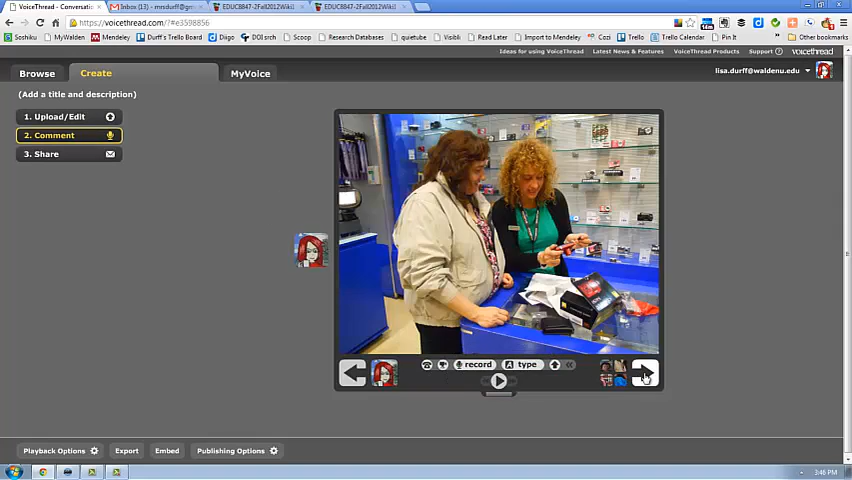 VoiceThread - Conversatio
Inbox (13) - mrsdurff@gm
EDUC8847-2Fall2012Wiki
EDUC8847-2Fall2012Wiki
https://voicethread.com/?#e3598856
Soshiku
MyWalden
Mendeley
Durff's Trello Board
Diigo
DOI srch
Scoop
Research Databases
quietube
Visibli
Read Later
Import to Mendeley
Cozi
Trello
Trello Calendar
Pin It
Other bookmarks
Ideas for using VoiceThread
Latest News & Features
VoiceThread Products
Support
voicethread
Browse
Create
MyVoice
lisa.durff@waldenu.edu
(Add a title and description)
1. Upload/Edit
2. Comment
3. Share
record
A type
Playback Options
Export
Embed
Publishing Options
3:46 PM